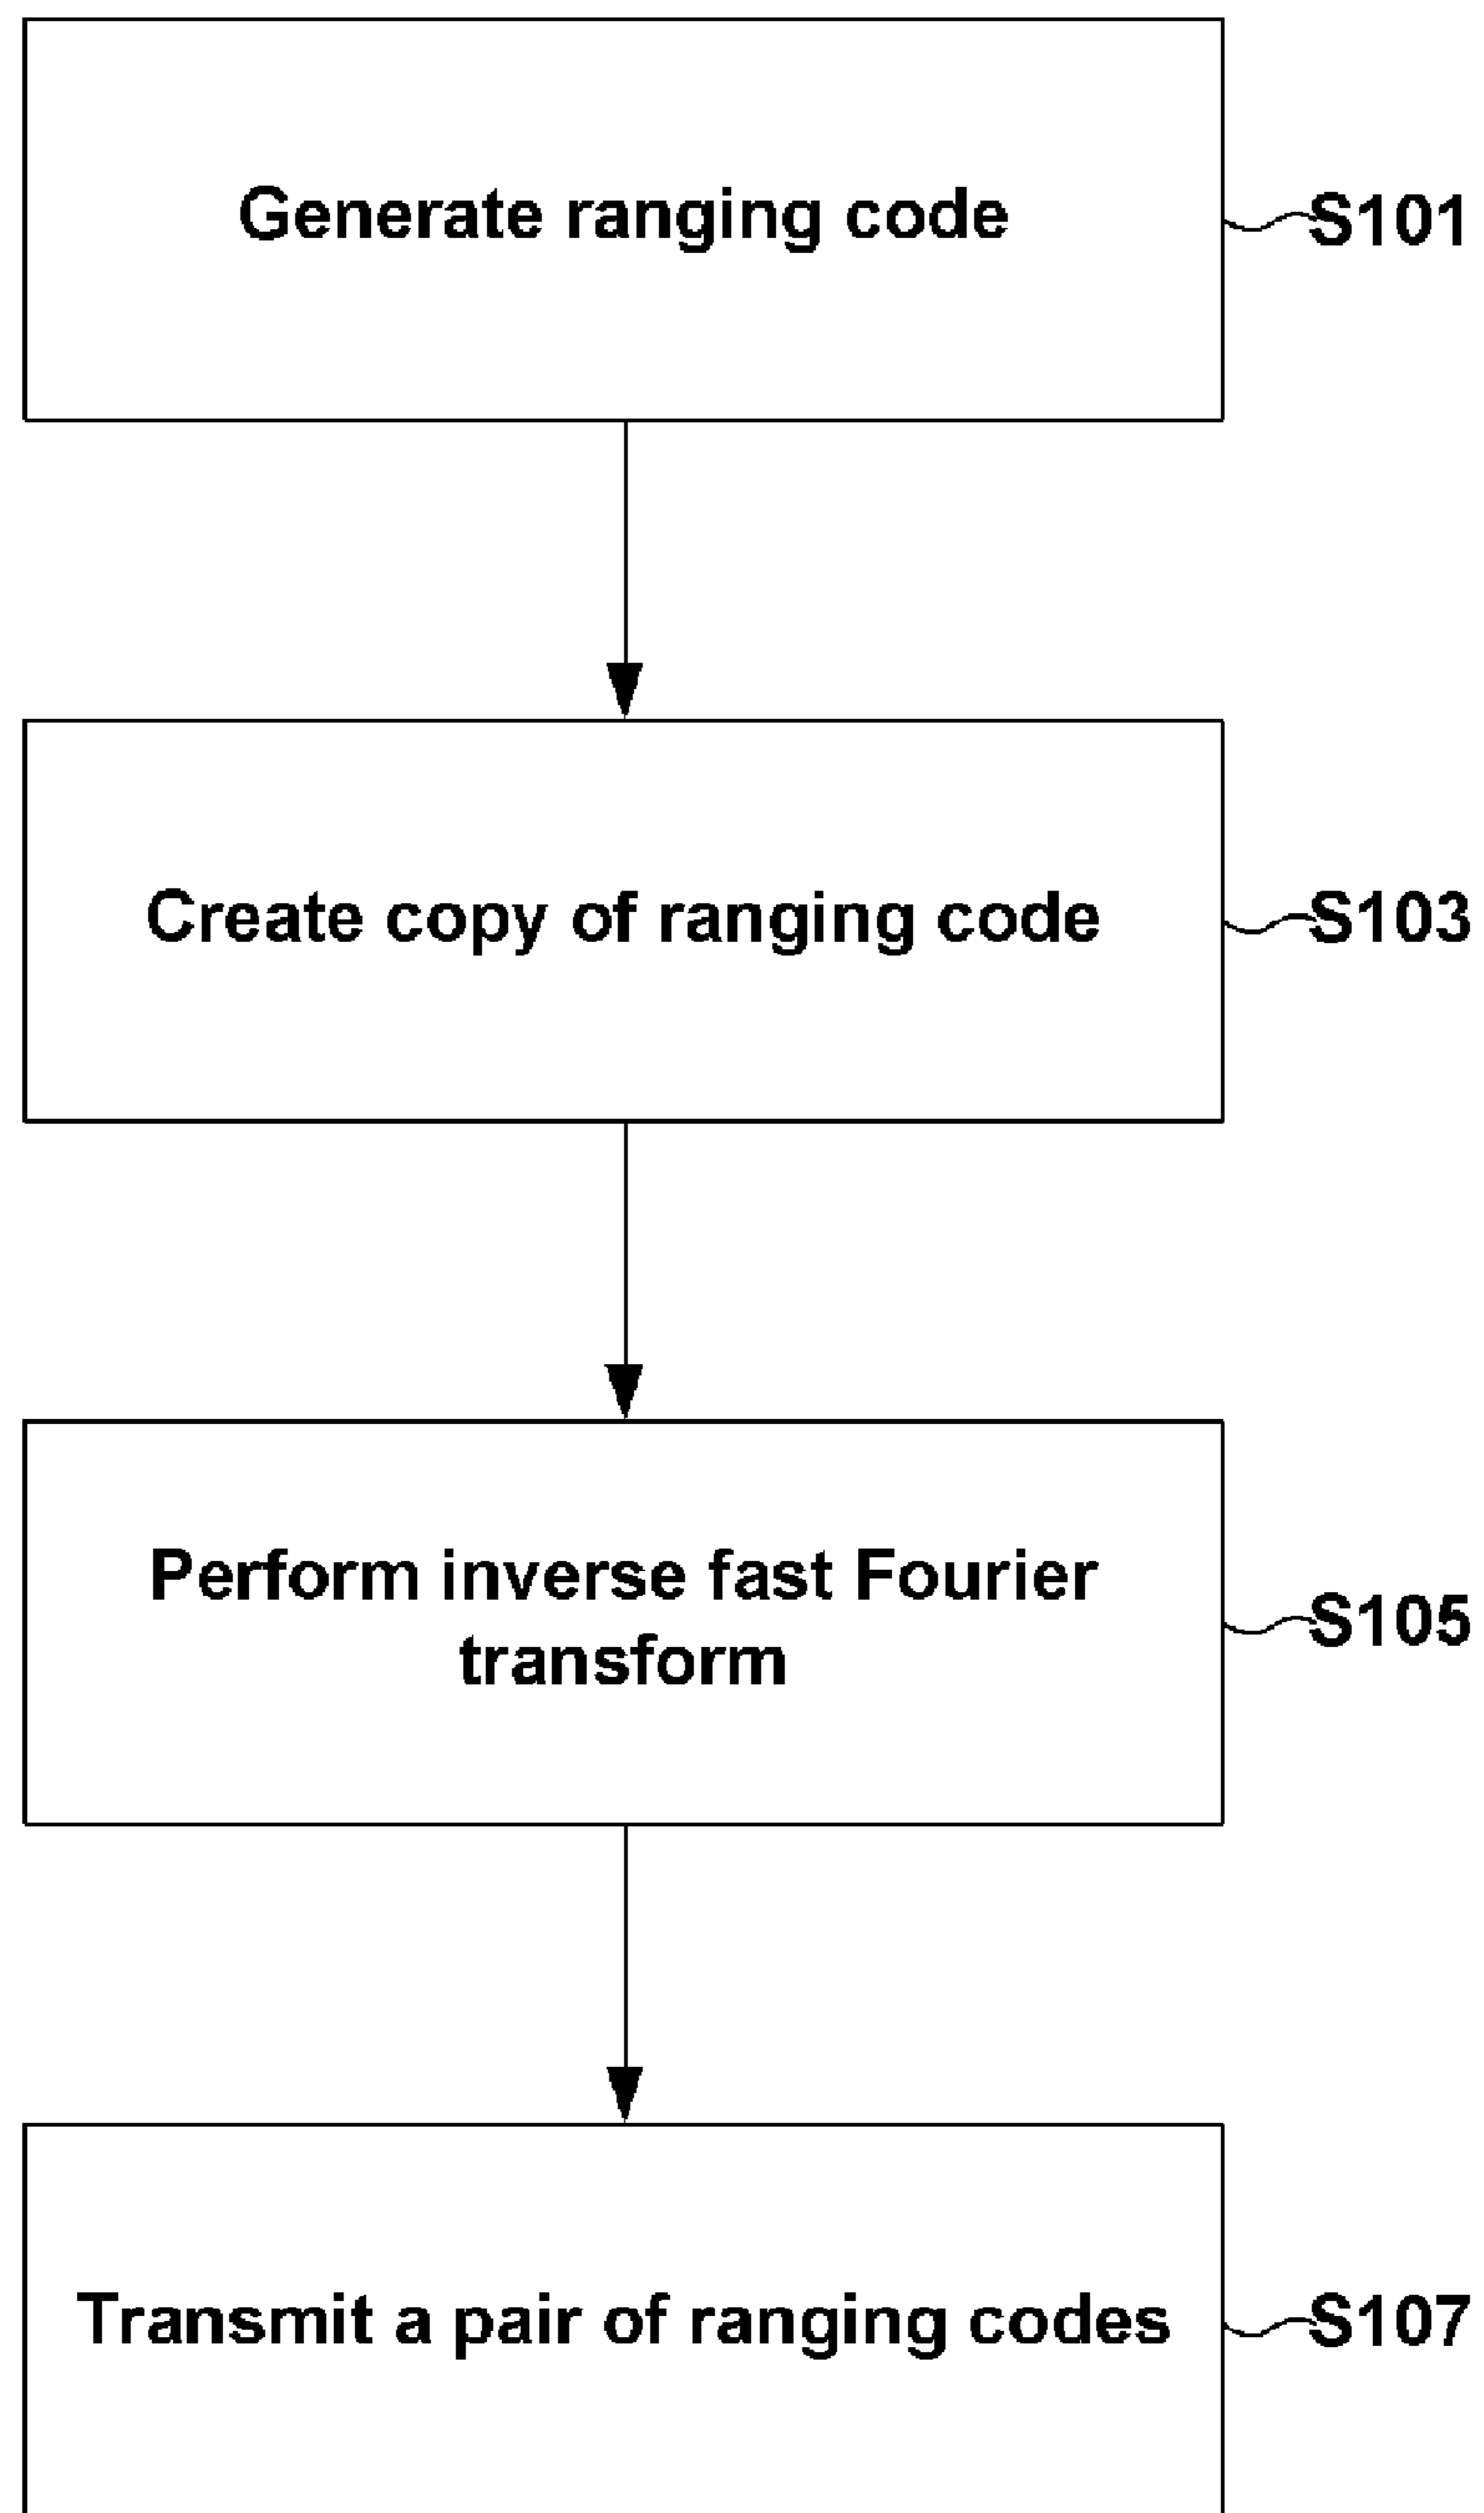 Generate ranging code
S101
Create copy of ranging code
S103
Perform inverse fast Fourier
transform
S105
Transmit a pair of ranging codes
S107